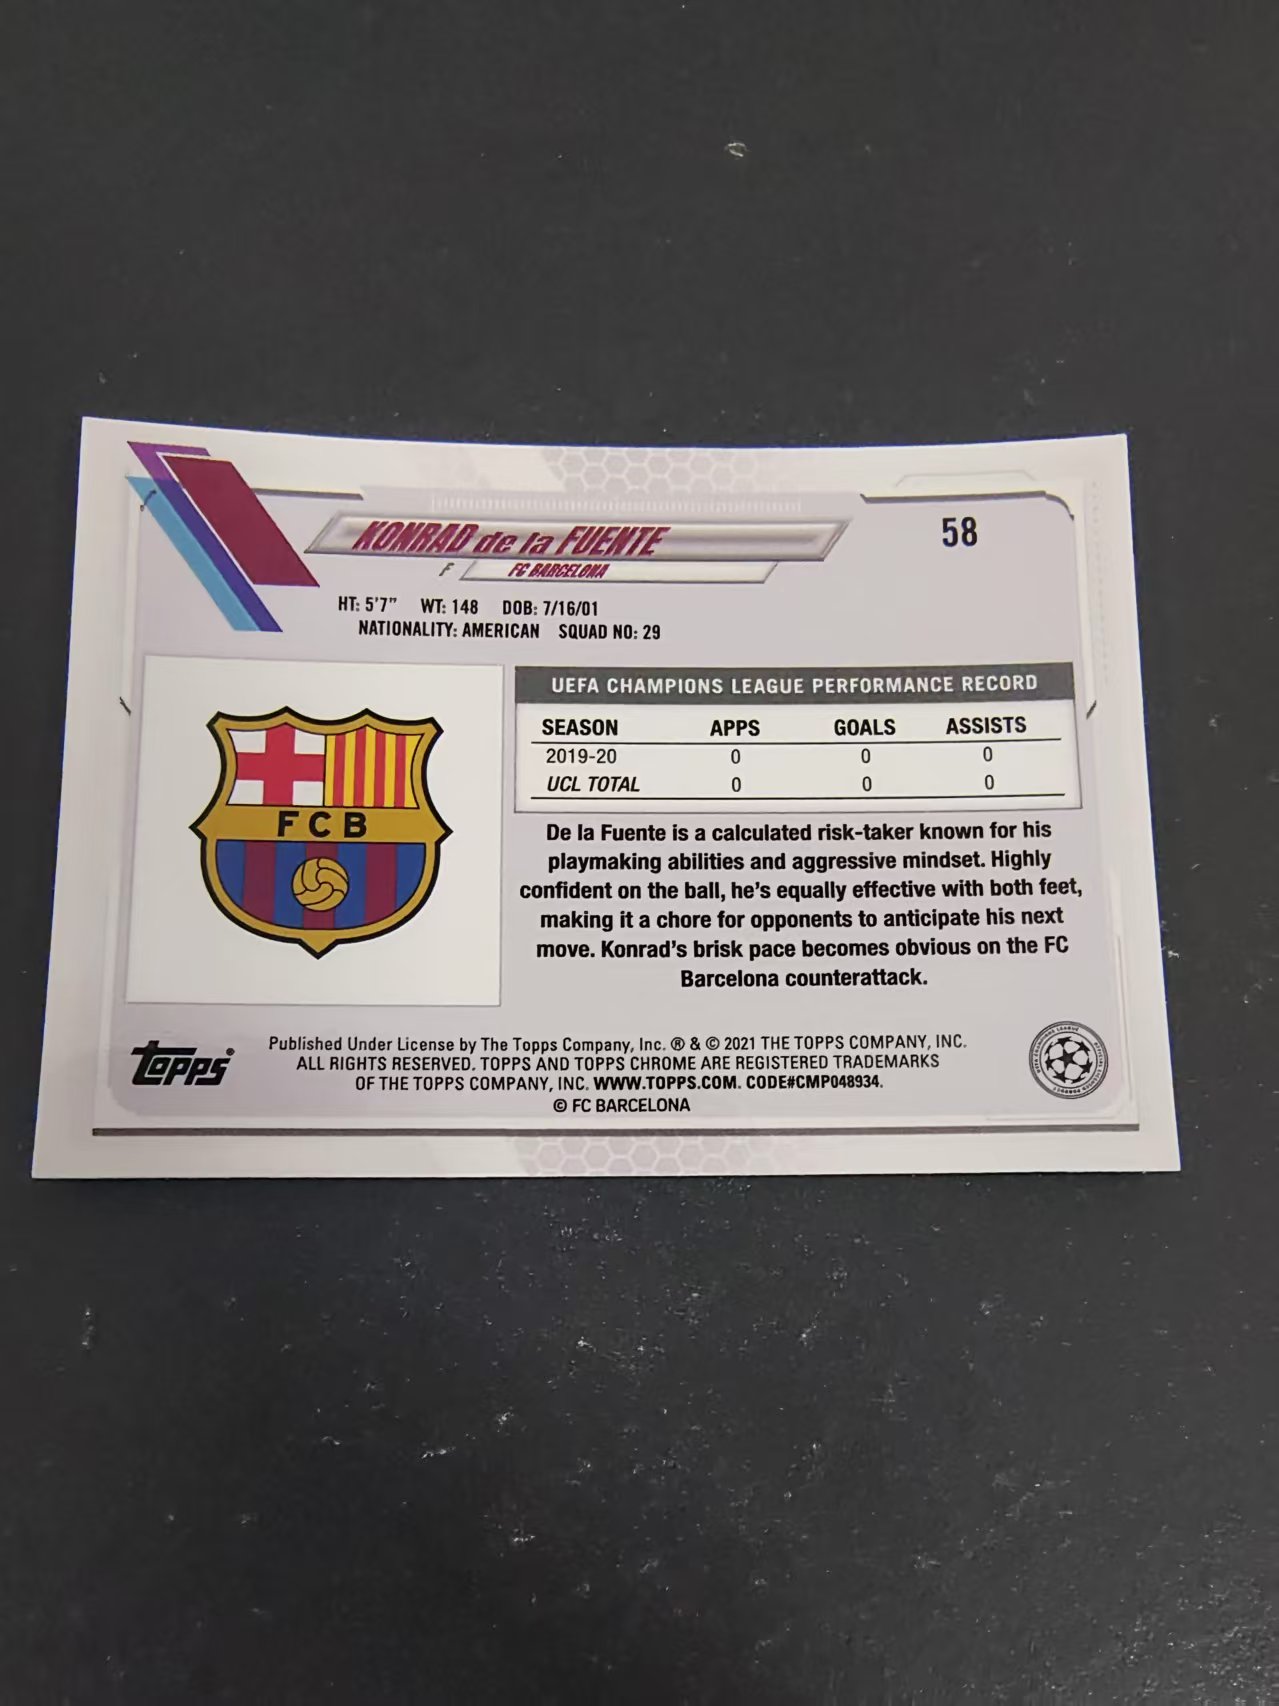 KONRAD de la FUENTE
58
F
FC BARCELONA
HT: 5'7" WT: 148 DOB: 7/16/01
NATIONALITY: AMERICAN SQUAD NO: 29
FCB
UEFA CHAMPIONS LEAGUE PERFORMANCE RECORD
SEASON APPS GOALS ASSISTS
2019-20 0 0 0
UCL TOTAL 0 0 0
De la Fuente is a calculated risk-taker known for his
playmaking abilities and aggressive mindset. Highly
confident on the ball, he's equally effective with both feet,
making it a chore for opponents to anticipate his next
move. Konrad's brisk pace becomes obvious on the FC
Barcelona counterattack.
topps®
Published Under License by The Topps Company, Inc. ® & © 2021 THE TOPPS COMPANY, INC.
ALL RIGHTS RESERVED. TOPPS AND TOPPS CHROME ARE REGISTERED TRADEMARKS
OF THE TOPPS COMPANY, INC. WWW.TOPPS.COM. CODE#CMP048934.
© FC BARCELONA